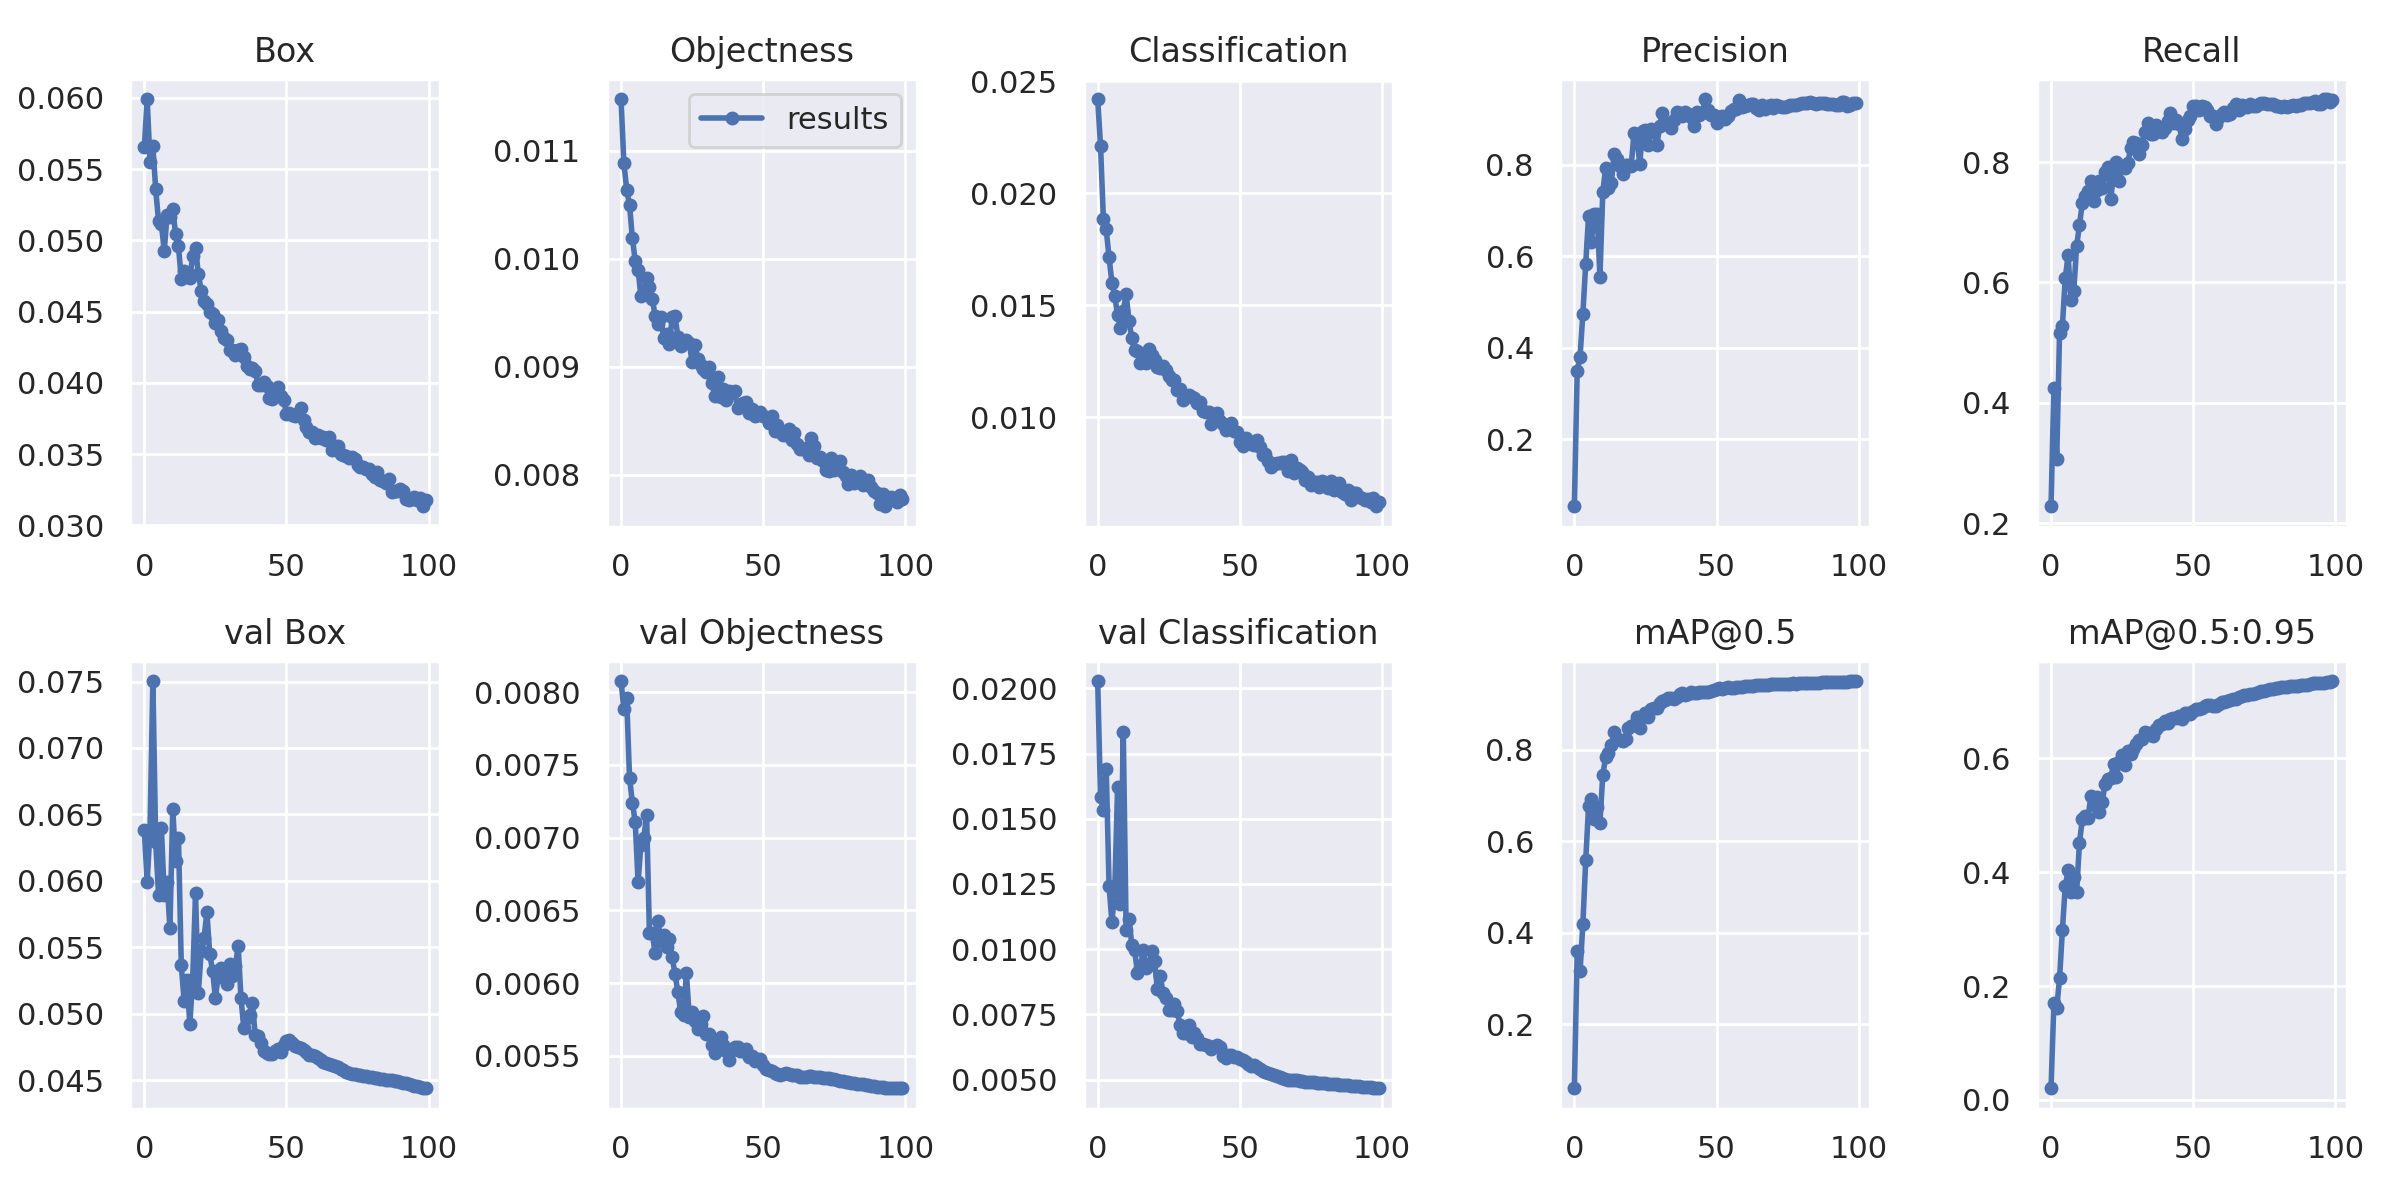 Box
0.060
0.055
0.050
0.045
0.040
0.035
0.030
0 50 100
Objectness
results
0.011
0.010
0.009
0.008
0 50 100
Classification
0.025
0.020
0.015
0.010
0 50 100
Precision
0.8
0.6
0.4
0.2
0 50 100
Recall
0.8
0.6
0.4
0.2
0 50 100
val Box
0.075
0.070
0.065
0.060
0.055
0.050
0.045
0 50 100
val Objectness
0.0080
0.0075
0.0070
0.0065
0.0060
0.0055
0 50 100
val Classification
0.0200
0.0175
0.0150
0.0125
0.0100
0.0075
0.0050
0 50 100
mAP@0.5
0.8
0.6
0.4
0.2
0 50 100
mAP@0.5:0.95
0.6
0.4
0.2
0.0
0 50 100